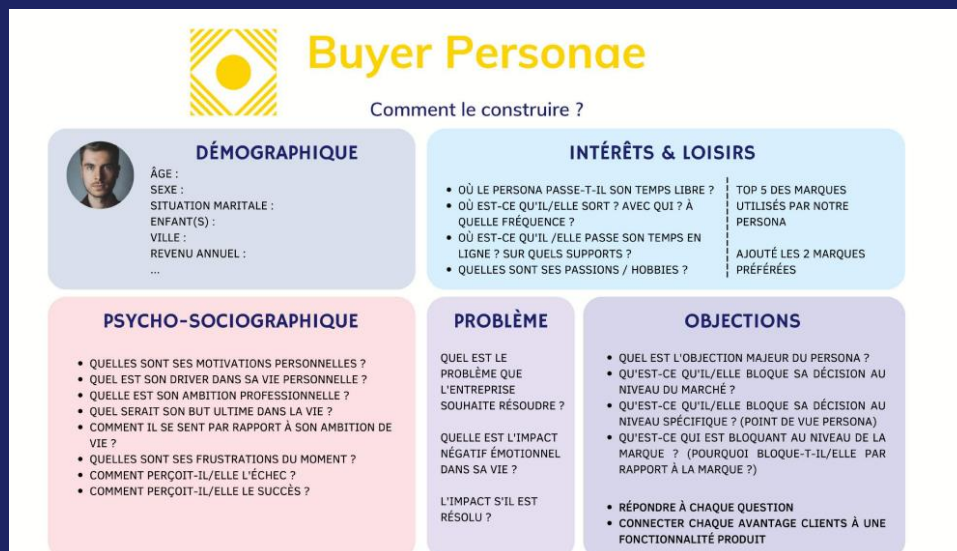 Buyer Personae
Comment le construire ?
DÉMOGRAPHIQUE
ÂGE :
SEXE :
SITUATION MARITALE :
ENFANT(S) :
VILLE :
REVENU ANNUEL :
...
INTÉRÊTS & LOISIRS
• OÙ LE PERSONA PASSE-T-IL SON TEMPS LIBRE ?
• OÙ EST-CE QU'IL/ELLE SORT ? AVEC QUI ? À
QUELLE FRÉQUENCE ?
• OÙ EST-CE QU'IL /ELLE PASSE SON TEMPS EN
LIGNE ? SUR QUELS SUPPORTS ?
• QUELLES SONT SES PASSIONS / HOBBIES ?
TOP 5 DES MARQUES
UTILISÉS PAR NOTRE
PERSONA
AJOUTÉ LES 2 MARQUES
PRÉFÉRÉES
PSYCHO-SOCIOGRAPHIQUE
• QUELLES SONT SES MOTIVATIONS PERSONNELLES ?
• QUEL EST SON DRIVER DANS SA VIE PERSONNELLE ?
• QUELLE EST SON AMBITION PROFESSIONNELLE ?
• QUEL SERAIT SON BUT ULTIME DANS LA VIE ?
• COMMENT IL SE SENT PAR RAPPORT À SON AMBITION DE
VIE ?
• QUELLES SONT SES FRUSTRATIONS DU MOMENT ?
• COMMENT PERÇOIT-IL/ELLE L'ÉCHEC ?
• COMMENT PERÇOIT-IL/ELLE LE SUCCÈS ?
PROBLÈME
QUEL EST LE
PROBLÈME QUE
L'ENTREPRISE
SOUHAITE RÉSOUDRE ?
QUELLE EST L'IMPACT
NÉGATIF ÉMOTIONNEL
DANS SA VIE ?
L'IMPACT S'IL EST
RÉSOLU ?
OBJECTIONS
• QUEL EST L'OBJECTION MAJEUR DU PERSONA ?
• QU'EST-CE QU'IL/ELLE BLOQUE SA DÉCISION AU
NIVEAU DU MARCHÉ ?
• QU'EST-CE QU'IL/ELLE BLOQUE SA DÉCISION AU
NIVEAU SPÉCIFIQUE ? (POINT DE VUE PERSONA)
• QU'EST-CE QUI EST BLOQUANT AU NIVEAU DE LA
MARQUE ? (POURQUOI BLOQUE-T-IL/ELLE PAR
RAPPORT À LA MARQUE ?)
• RÉPONDRE À CHAQUE QUESTION
• CONNECTER CHAQUE AVANTAGE CLIENTS À UNE
FONCTIONNALITÉ PRODUIT